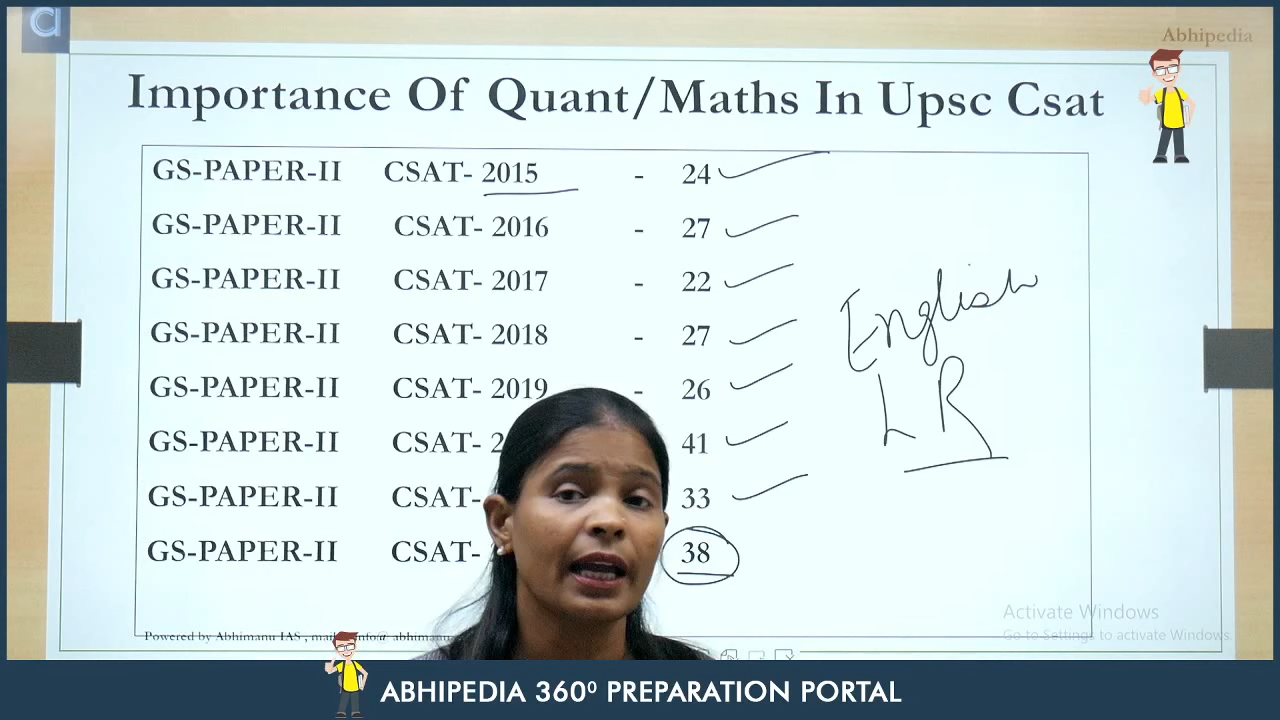 Abhipedia
Importance Of Quant/Maths In Upsc Csat
GS-PAPER-II CSAT- 2015 - 24
GS-PAPER-II CSAT- 2016 - 27
GS-PAPER-II CSAT- 2017 - 22
GS-PAPER-II CSAT- 2018 - 27
GS-PAPER-II CSAT- 2019 - 26
GS-PAPER-II CSAT- 2 41
GS-PAPER-II CSAT- 33
GS-PAPER-II CSAT- 38
English
LR
Activate Windows
Go to Settings to activate Windows.
Powered by Abhimanu IAS
ABHIPEDIA 360⁰ PREPARATION PORTAL